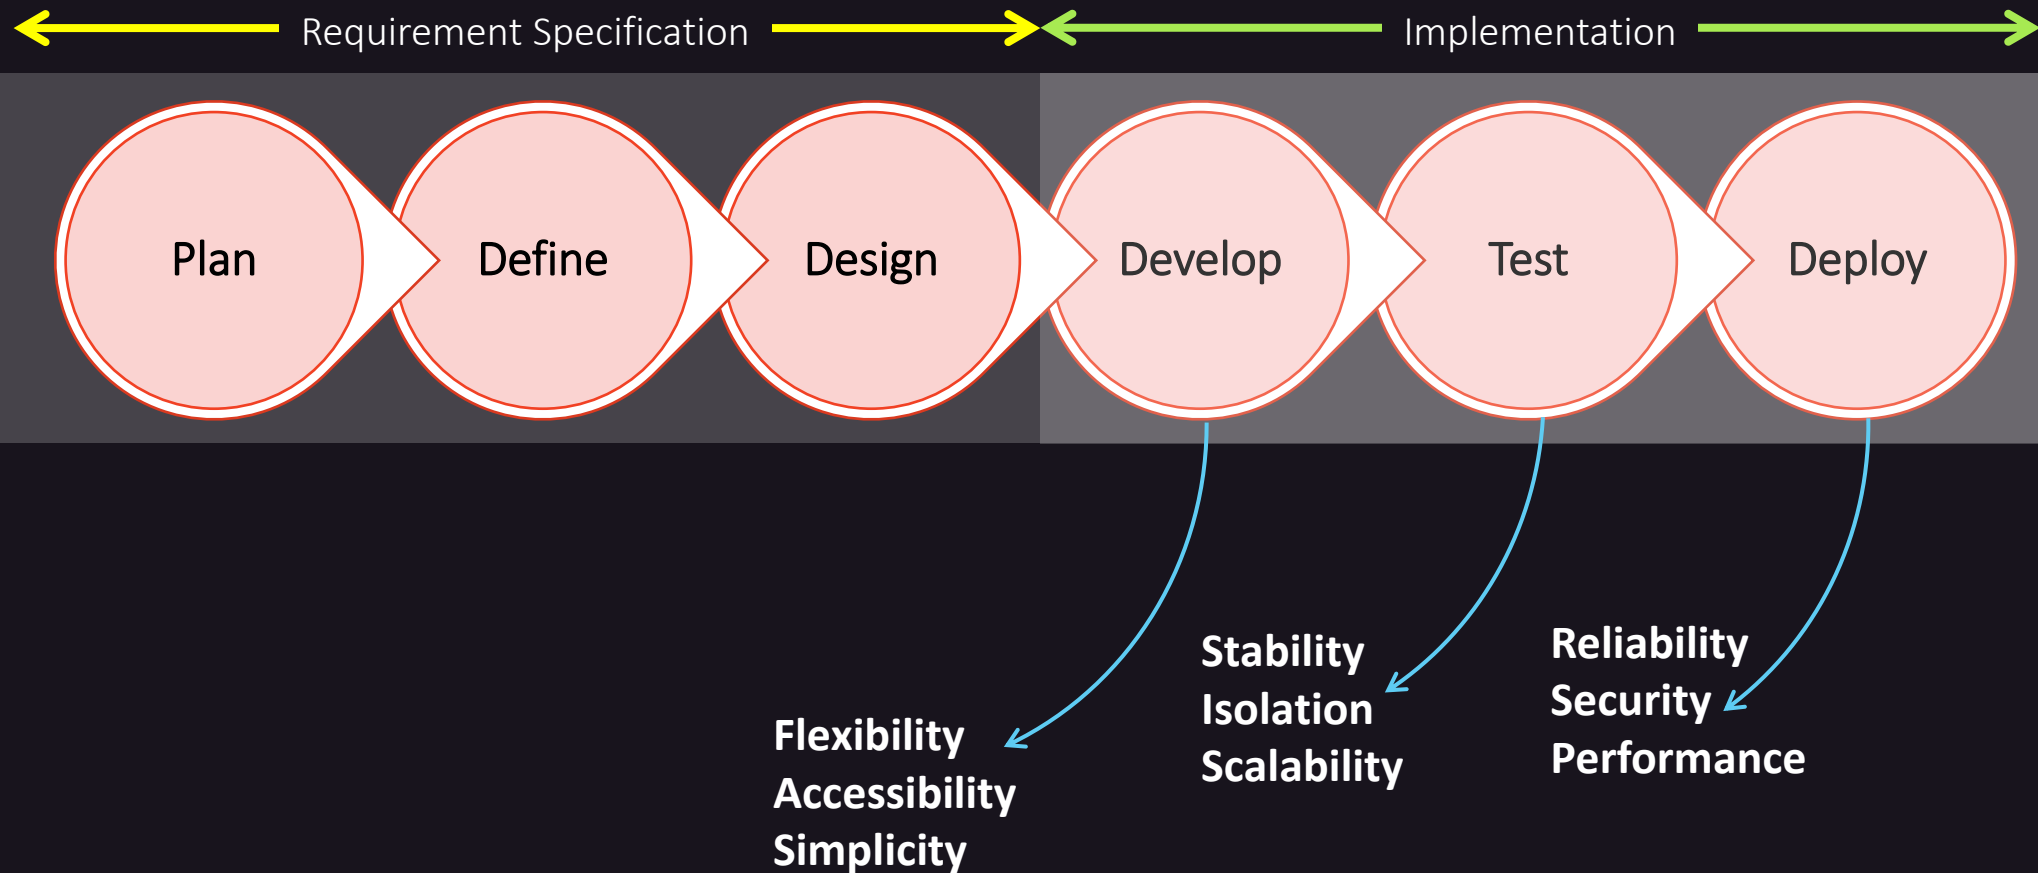 Requirement Specification
Implementation
Plan
Define
Design
Develop
Test
Deploy
Flexibility
Accessibility
Simplicity
Stability
Isolation
Scalability
Reliability
Security
Performance